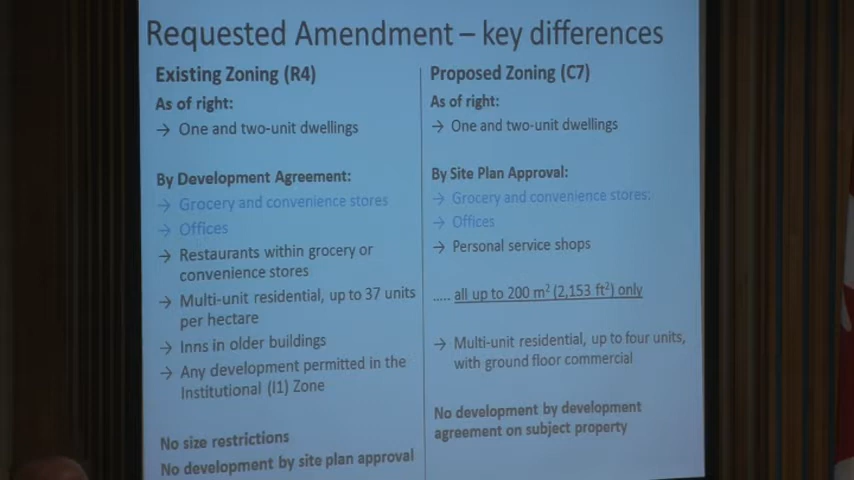 Requested Amendment – key differences
Existing Zoning (R4)
As of right:
→ One and two-unit dwellings
By Development Agreement:
→ Grocery and convenience stores
→ Offices
→ Restaurants within grocery or
convenience stores
→ Multi-unit residential, up to 37 units
per hectare
→ Inns in older buildings
→ Any development permitted in the
Institutional (I1) Zone
No size restrictions
No development by site plan approval
Proposed Zoning (C7)
As of right:
→ One and two-unit dwellings
By Site Plan Approval:
→ Grocery and convenience stores;
→ Offices
→ Personal service shops
..... all up to 200 m² (2,153 ft²) only
→ Multi-unit residential, up to four units,
with ground floor commercial
No development by development
agreement on subject property